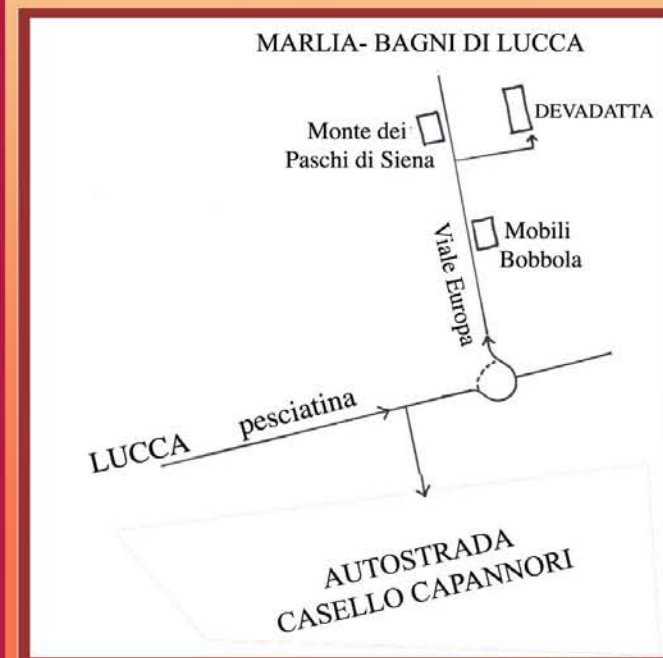 MARLIA- BAGNI DI LUCCA
DEVADATTA
Monte dei
Paschi di Siena
Mobili
Bobbola
Viale Europa
pesciatina
LUCCA
AUTOSTRADA
CASELLO CAPANNORI